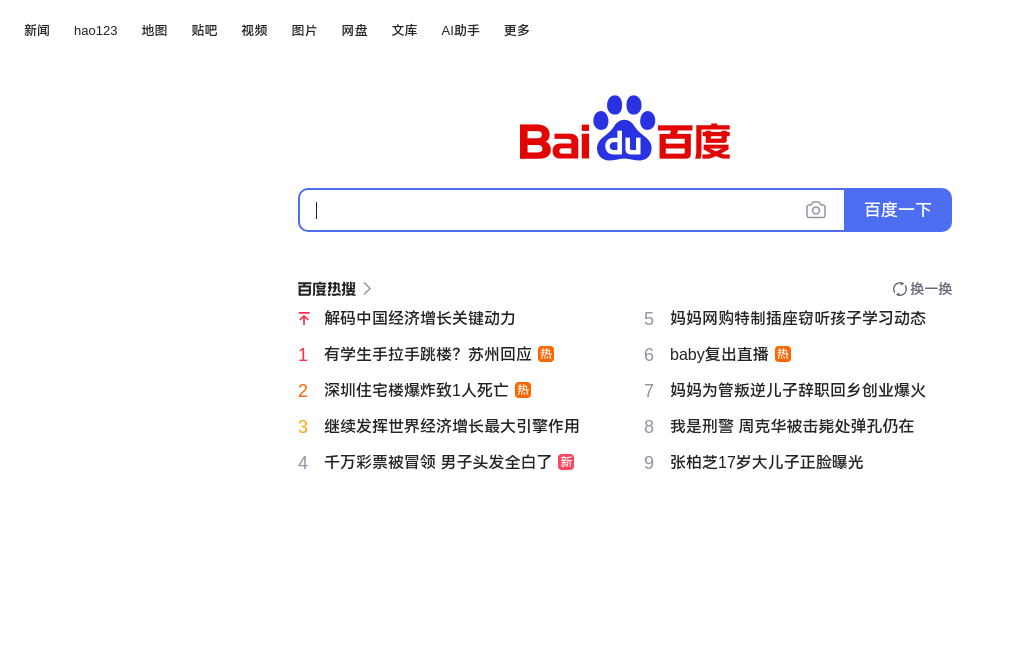 新闻 hao123 地图 贴吧 视频 图片 网盘 文库 AI助手 更多
Bai du 百度
百度一下
百度热搜 换一换
解码中国经济增长关键动力
1 有学生手拉手跳楼？苏州回应 热
2 深圳住宅楼爆炸致1人死亡 热
3 继续发挥世界经济增长最大引擎作用
4 千万彩票被冒领 男子头发全白了 新
5 妈妈网购特制插座窃听孩子学习动态
6 baby复出直播 热
7 妈妈为管叛逆儿子辞职回乡创业爆火
8 我是刑警 周克华被击毙处弹孔仍在
9 张柏芝17岁大儿子正脸曝光